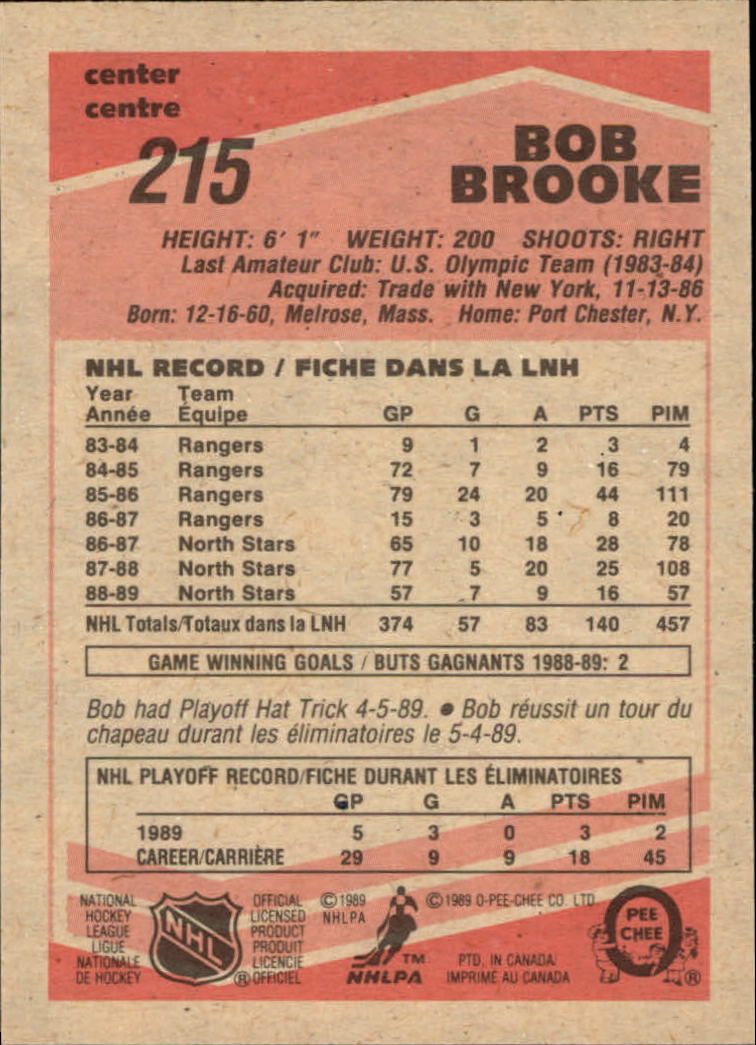 center
centre
215
BOB
BROOKE
HEIGHT: 6' 1" WEIGHT: 200 SHOOTS: RIGHT
Last Amateur Club: U.S. Olympic Team (1983-84)
Acquired: Trade with New York, 11-13-86
Born: 12-16-60, Melrose, Mass. Home: Port Chester, N.Y.
NHL RECORD / FICHE DANS LA LNH
Year Team
Année Équipe GP G A PTS PIM
83-84 Rangers 9 1 2 3 4
84-85 Rangers 72 7 9 16 79
85-86 Rangers 79 24 20 44 111
86-87 Rangers 15 3 5 8 20
86-87 North Stars 65 10 18 28 78
87-88 North Stars 77 5 20 25 108
88-89 North Stars 57 7 9 16 57
NHL Totals/Totaux dans la LNH 374 57 83 140 457
GAME WINNING GOALS / BUTS GAGNANTS 1988-89: 2
Bob had Playoff Hat Trick 4-5-89. ● Bob réussit un tour du
chapeau durant les éliminatoires le 5-4-89.
NHL PLAYOFF RECORD/FICHE DURANT LES ÉLIMINATOIRES
GP G A PTS PIM
1989 5 3 0 3 2
CAREER/CARRIÈRE 29 9 9 18 45
NATIONAL
HOCKEY
LEAGUE
LIGUE
NATIONALE
DE HOCKEY
NHL
OFFICIAL
LICENSED
PRODUCT
PRODUIT
LICENCIE
® OFFICIEL
© 1989
NHLPA
TM
NHLPA
© 1989 O-PEE-CHEE CO. LTD.
PTD. IN CANADA
IMPRIMÉ AU CANADA
PEE
CHEE
®